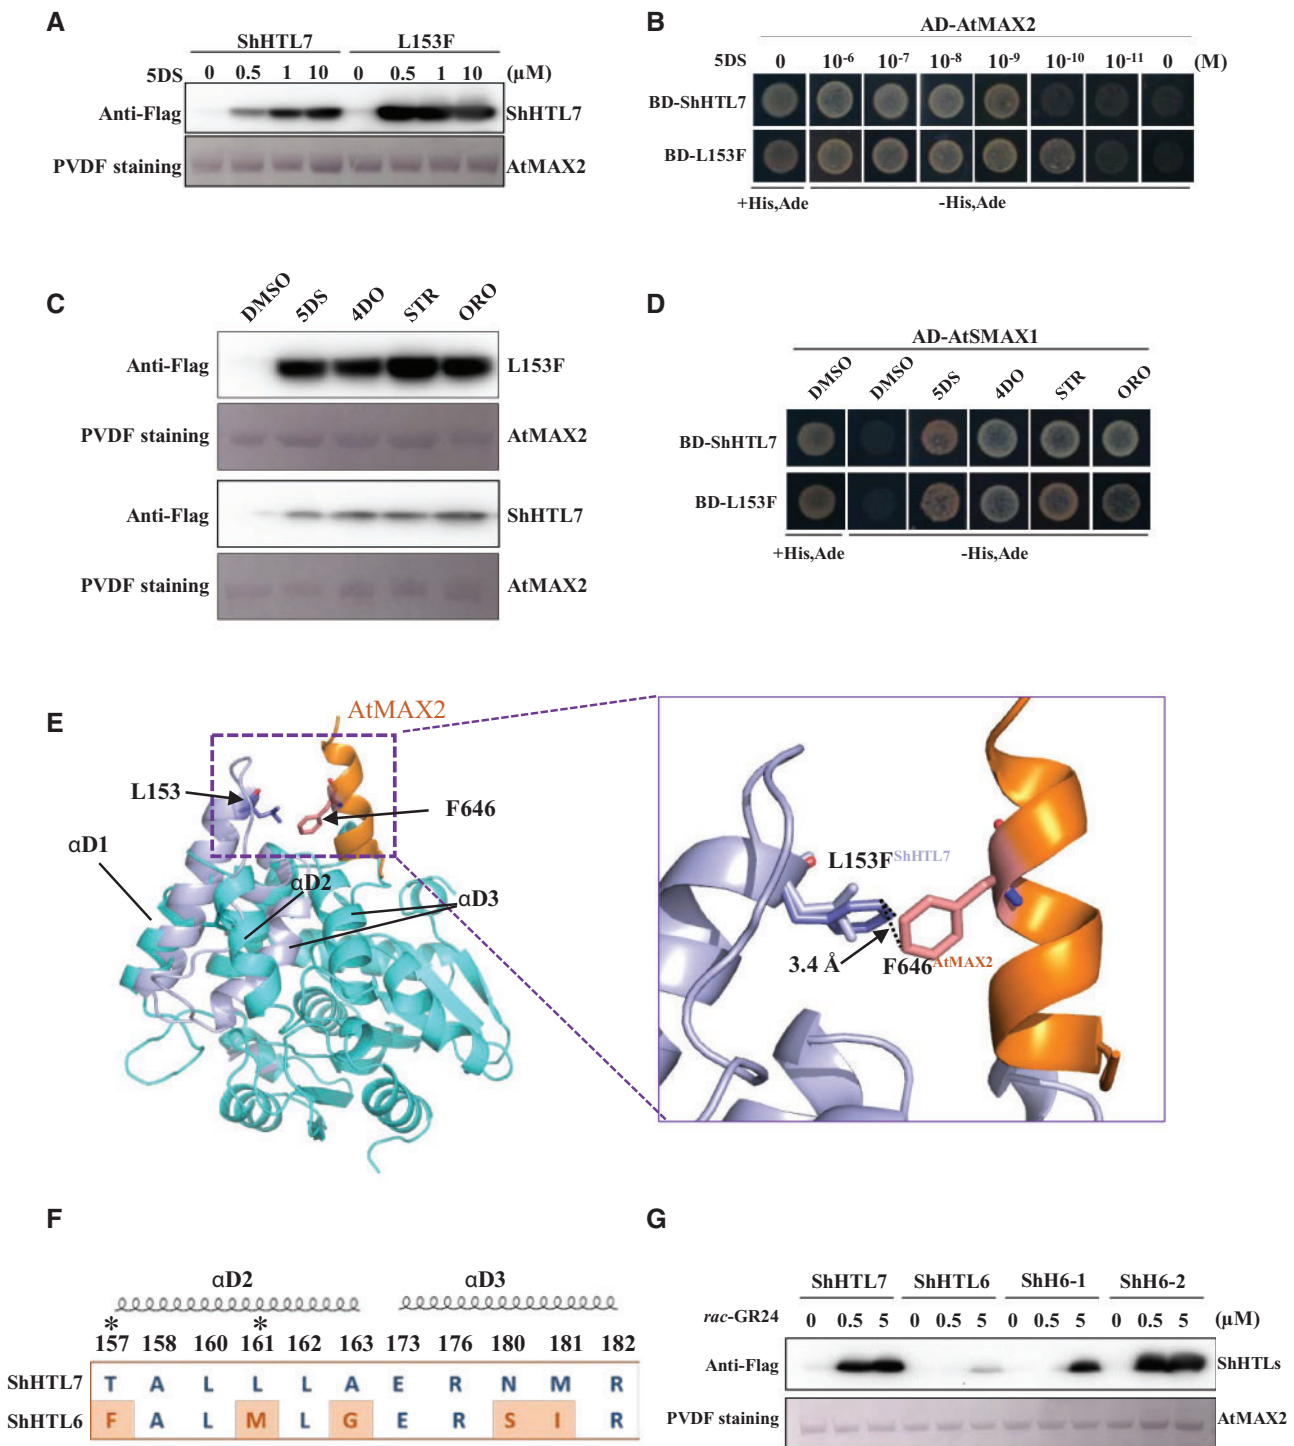 A
ShHTL7 L153F
5DS 0 0.5 1 10 0 0.5 1 10 (μM)
Anti-Flag ShHTL7
PVDF staining AtMAX2
B
AD-AtMAX2
5DS 0 10-6 10-7 10-8 10-9 10-10 10-11 0 (M)
BD-ShHTL7
BD-L153F
+His,Ade -His,Ade
C
DMSO 5DS 4DO STR ORO
Anti-Flag L153F
PVDF staining AtMAX2
Anti-Flag ShHTL7
PVDF staining AtMAX2
D
AD-AtSMAX1
DMSO DMSO 5DS 4DO STR ORO
BD-ShHTL7
BD-L153F
+His,Ade -His,Ade
E
AtMAX2
L153
F646
αD1
αD2
αD3
L153FShHTL7
3.4 Å
F646AtMAX2
F
αD2 αD3
* *
157 158 160 161 162 163 173 176 180 181 182
ShHTL7 T A L L L A E R N M R
ShHTL6 F A L M L G E R S I R
G
ShHTL7 ShHTL6 ShH6-1 ShH6-2
rac-GR24 0 0.5 5 0 0.5 5 0 0.5 5 0 0.5 5 (μM)
Anti-Flag ShHTLs
PVDF staining AtMAX2